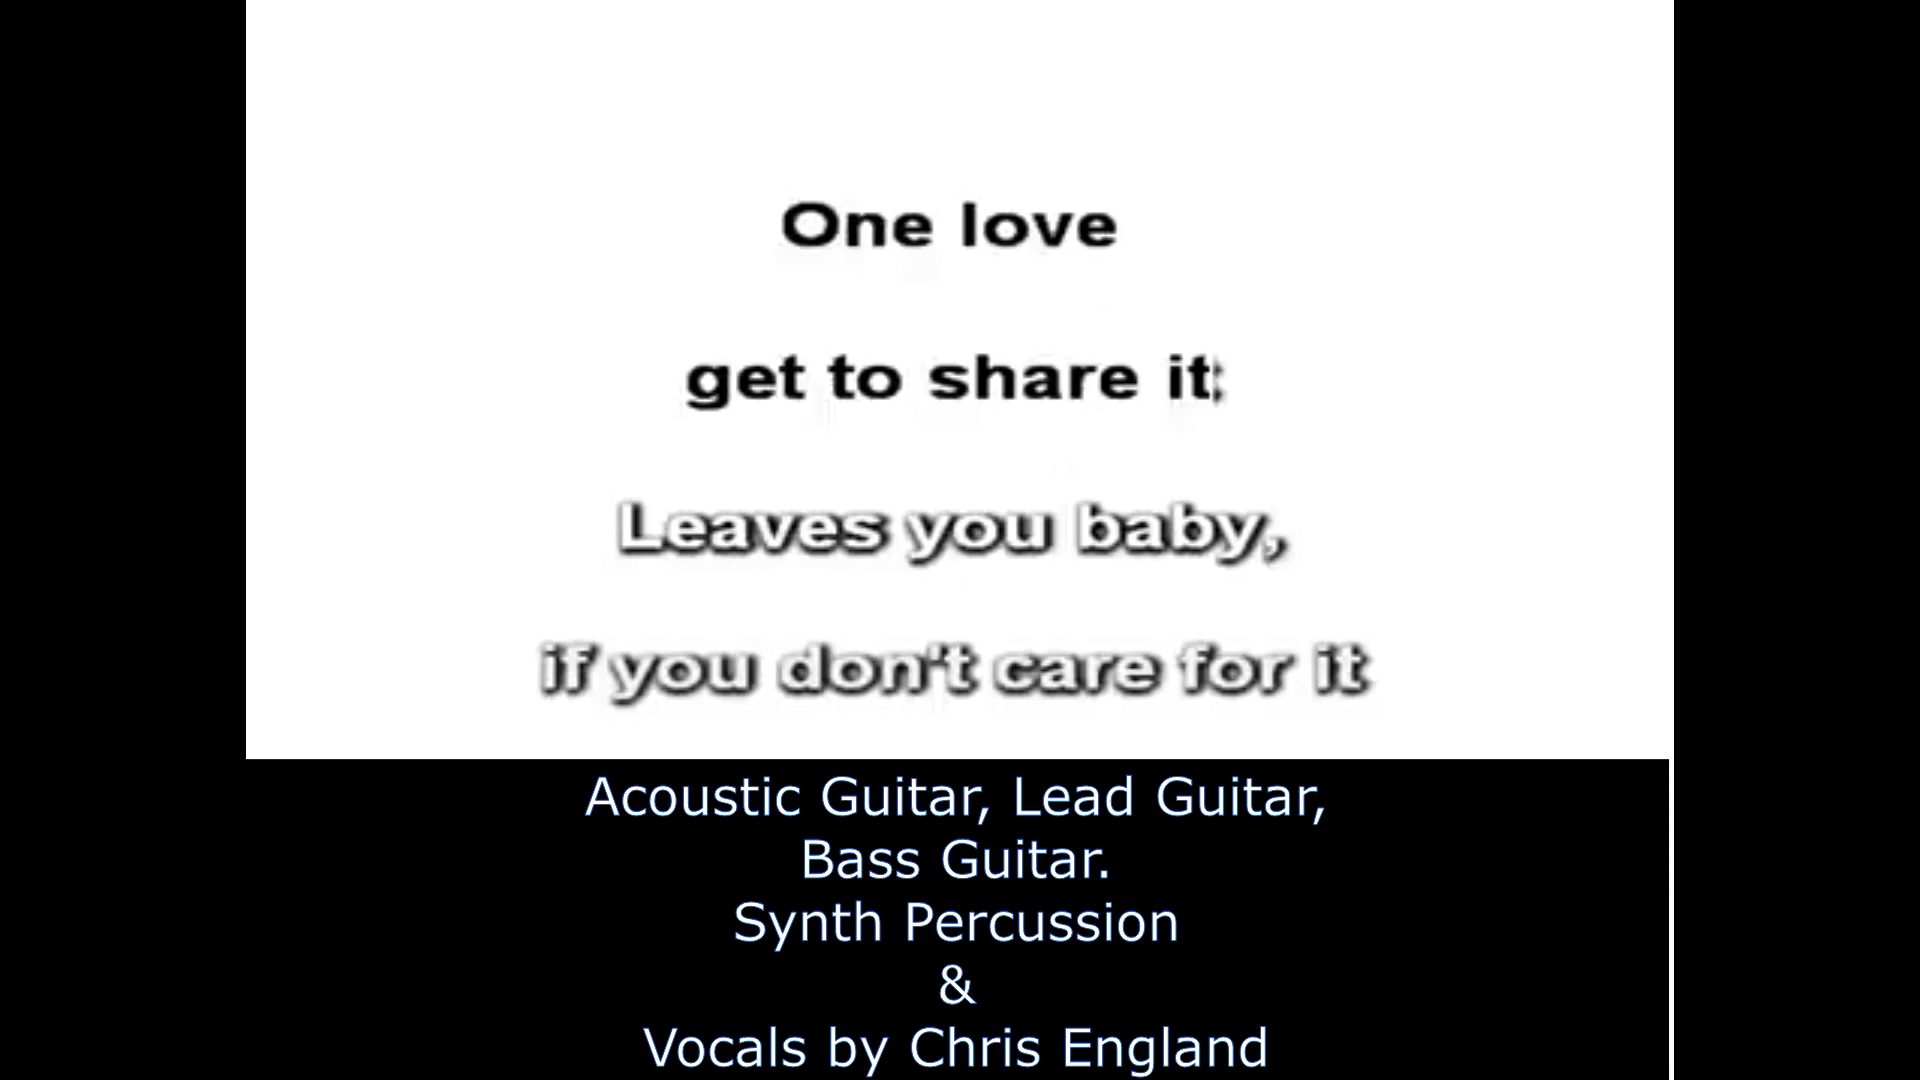 One love
get to share it;
Leaves you baby,
if you don't care for it
Acoustic Guitar, Lead Guitar,
Bass Guitar.
Synth Percussion
&
Vocals by Chris England